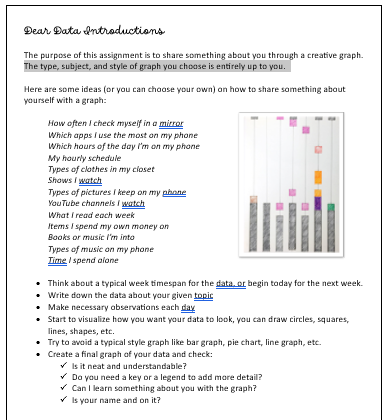 Dear Data Introductions
The purpose of this assignment is to share something about you through a creative graph.
The type, subject, and style of graph you choose is entirely up to you.
Here are some ideas (or you can choose your own) on how to share something about
yourself with a graph:
How often I check myself in a mirror
Which apps I use the most on my phone
Which hours of the day I'm on my phone
My hourly schedule
Types of clothes in my closet
Shows I watch
Types of pictures I keep on my phone
YouTube channels I watch
What I read each week
Items I spend my own money on
Books or music I'm into
Types of music on my phone
Time I spend alone
• Think about a typical week timespan for the data, or begin today for the next week.
• Write down the data about your given topic
• Make necessary observations each day
• Start to visualize how you want your data to look, you can draw circles, squares,
lines, shapes, etc.
• Try to avoid a typical style graph like bar graph, pie chart, line graph, etc.
• Create a final graph of your data and check:
✓ Is it neat and understandable?
✓ Do you need a key or a legend to add more detail?
✓ Can I learn something about you with the graph?
✓ Is your name and on it?